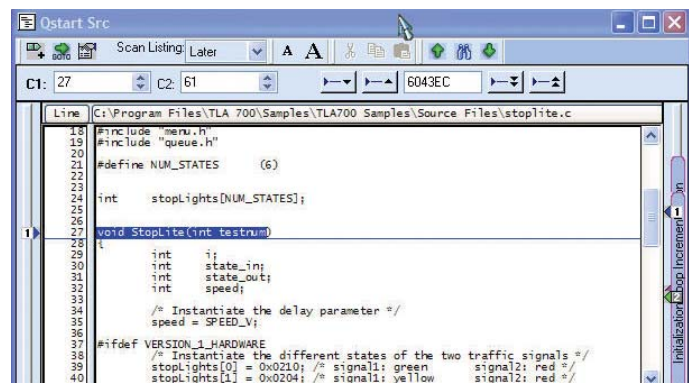 Qstart Src
Scan Listing: Later A A
C1: 27 C2: 61 6043EC
Line C:\Program Files\TLA 700\Samples\TLA700 Samples\Source Files\stoplite.c
18 #include "menu.h"
19 #include "queue.h"
20
21 #define NUM_STATES (6)
22
23
24 int stopLights[NUM_STATES];
25
26
1 27 void StopLite(int testnum) 1
28 {
29 int i;
30 int state_in;
31 int state_out;
32 int speed;
33
34 /* Instantiate the delay parameter */
35 speed = SPEED_V;
36
37 #ifdef VERSION_1_HARDWARE
38 /* Instantiate the different states of the two traffic signals */
39 stopLights[0] = 0x0210; /* signal1: green signal2: red */
40 stopLights[1] = 0x0204; /* signal1: yellow signal2: red */
2
Initialization Loop Increment